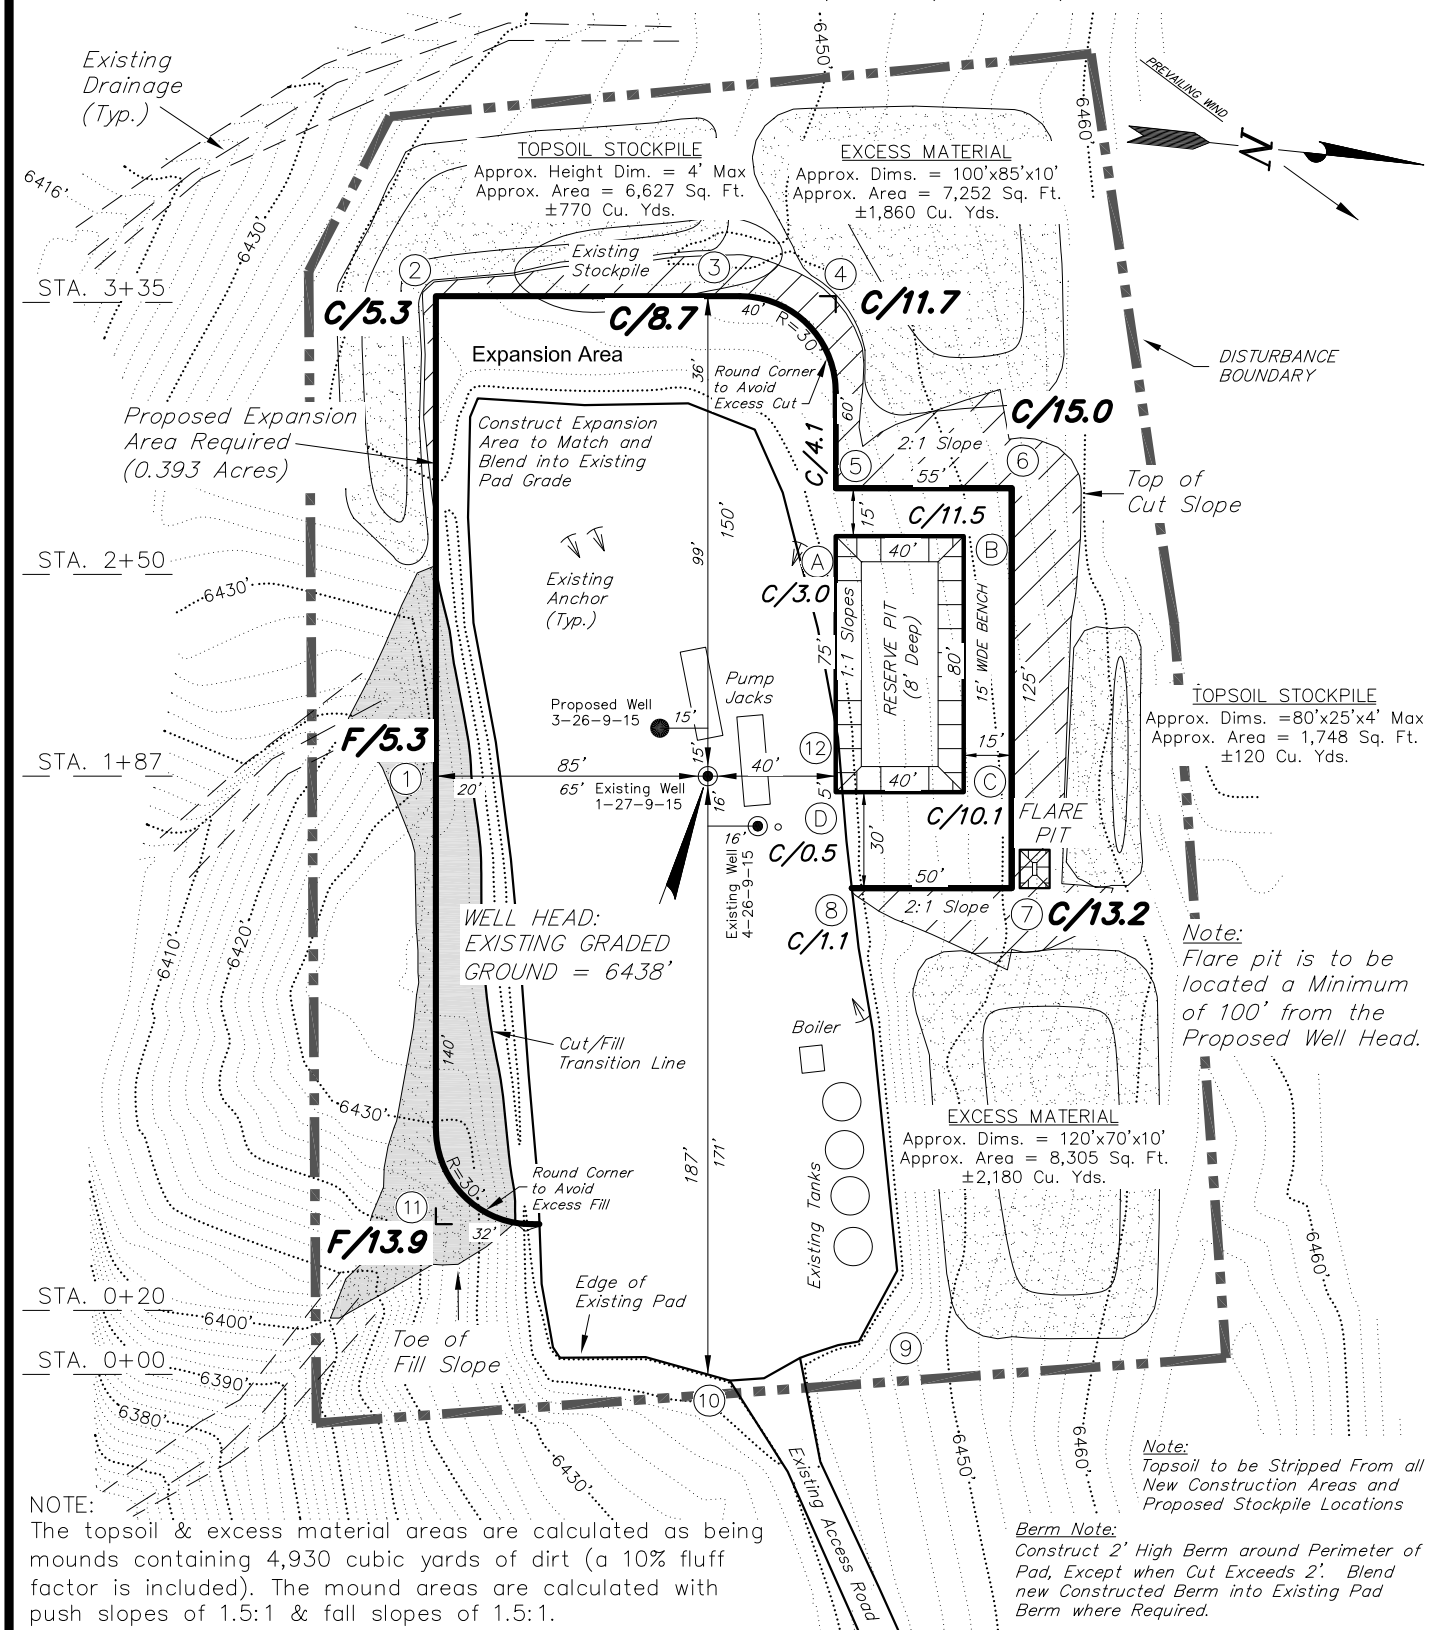 Existing
Drainage
(Typ.)
6416'
6430'
6450'
6460'
PREVAILING WIND
N
TOPSOIL STOCKPILE
Approx. Height Dim. = 4' Max
Approx. Area = 6,627 Sq. Ft.
±770 Cu. Yds.
EXCESS MATERIAL
Approx. Dims. = 100'x85'x10'
Approx. Area = 7,252 Sq. Ft.
±1,860 Cu. Yds.
Existing
Stockpile
2
3
4
STA. 3+35
C/5.3
C/8.7
C/11.7
40'
R=30'
Expansion Area
36'
Round Corner
to Avoid
Excess Cut
60'
C/4.1
DISTURBANCE
BOUNDARY
Proposed Expansion
Area Required
(0.393 Acres)
Construct Expansion
Area to Match and
Blend into Existing
Pad Grade
C/15.0
2:1 Slope
5
6
55'
Top of
Cut Slope
150'
99'
15'
C/11.5
STA. 2+50
Existing
Anchor
(Typ.)
A
40'
B
C/3.0
6430'
75'
1:1 Slopes
RESERVE PIT
(8' Deep)
80'
15' WIDE BENCH
125'
Pump
Jacks
Proposed Well
3-26-9-15
15'
15'
TOPSOIL STOCKPILE
Approx. Dims. =80'x25'x4' Max
Approx. Area = 1,748 Sq. Ft.
±120 Cu. Yds.
F/5.3
12
15'
STA. 1+87
1
85'
40'
20'
65'
Existing Well
1-27-9-15
16'
5'
40'
C
D
C/10.1
FLARE
PIT
16'
C/0.5
30'
Existing Well
4-26-9-15
50'
2:1 Slope
8
7
C/13.2
C/1.1
WELL HEAD:
EXISTING GRADED
GROUND = 6438'
Note:
Flare pit is to be
located a Minimum
of 100' from the
Proposed Well Head.
6410'
6420'
140'
Cut/Fill
Transition Line
Boiler
6430'
EXCESS MATERIAL
Approx. Dims. = 120'x70'x10'
Approx. Area = 8,305 Sq. Ft.
±2,180 Cu. Yds.
187'
171'
R=30'
Round Corner
to Avoid
Excess Fill
Existing Tanks
11
F/13.9
32'
6460'
STA. 0+20
Edge of
Existing Pad
6400'
Toe of
Fill Slope
STA. 0+00
9
6390'
10
6380'
6430'
6450'
6460'
Existing Access Road
Note:
Topsoil to be Stripped From all
New Construction Areas and
Proposed Stockpile Locations
NOTE:
The topsoil & excess material areas are calculated as being
mounds containing 4,930 cubic yards of dirt (a 10% fluff
factor is included). The mound areas are calculated with
push slopes of 1.5:1 & fall slopes of 1.5:1.
Berm Note:
Construct 2' High Berm around Perimeter of
Pad, Except when Cut Exceeds 2'. Blend
new Constructed Berm into Existing Pad
Berm where Required.